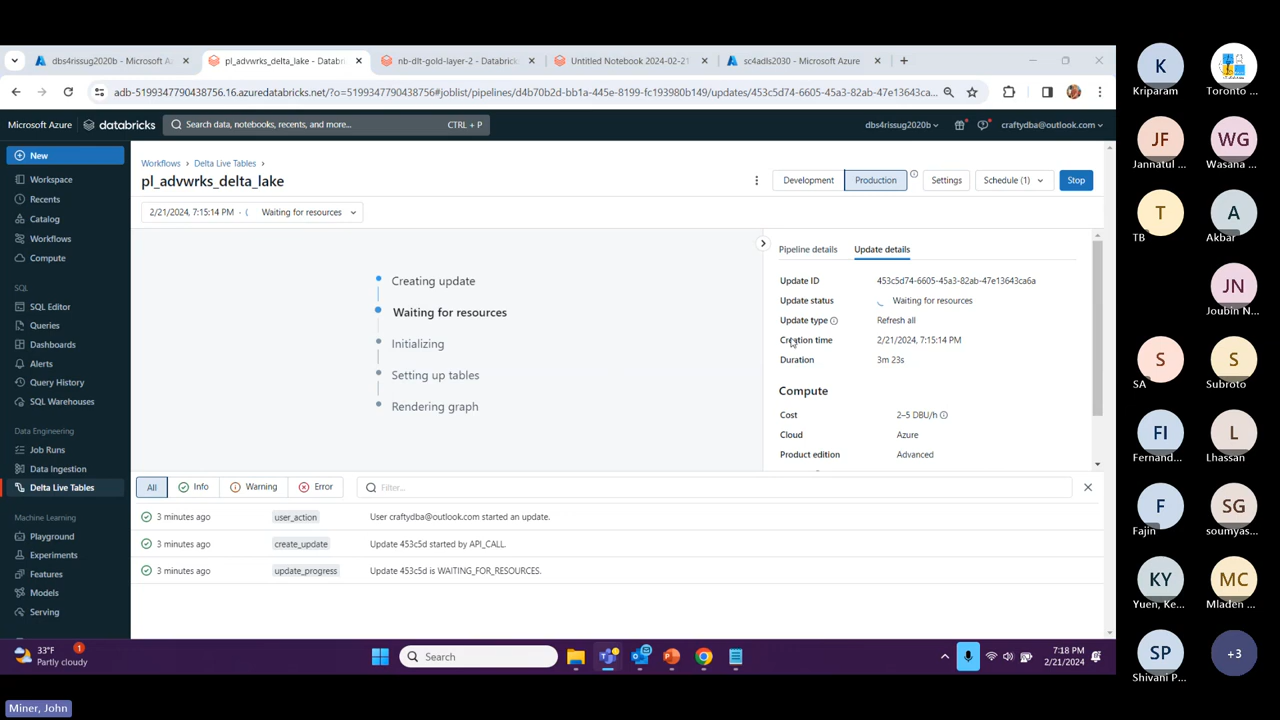 dbs4rissug2020b - Microsoft A
pl_advwrks_delta_lake - Databri
nb-dlt-gold-layer-2 - Databricks
Untitled Notebook 2024-02-21
sc4adls2030 - Microsoft Azure
adb-5199347790438756.16.azuredatabricks.net/?o=5199347790438756#joblist/pipelines/d4b70b2d-bb1a-445e-8199-fc193980b149/updates/453c5d74-6605-45a3-82ab-47e13643ca...
Microsoft Azure
databricks
Search data, notebooks, recents, and more...
CTRL + P
dbs4rissug2020b
craftydba@outlook.com
New
Workspace
Recents
Catalog
Workflows
Compute
SQL
SQL Editor
Queries
Dashboards
Alerts
Query History
SQL Warehouses
Data Engineering
Job Runs
Data Ingestion
Delta Live Tables
Machine Learning
Playground
Experiments
Features
Models
Serving
Workflows > Delta Live Tables >
pl_advwrks_delta_lake
Development
Production
Settings
Schedule (1)
Stop
2/21/2024, 7:15:14 PM · Waiting for resources
Creating update
Waiting for resources
Initializing
Setting up tables
Rendering graph
Pipeline details
Update details
Update ID 453c5d74-6605-45a3-82ab-47e13643ca6a
Update status Waiting for resources
Update type Refresh all
Creation time 2/21/2024, 7:15:14 PM
Duration 3m 23s
Compute
Cost 2–5 DBU/h
Cloud Azure
Product edition Advanced
All
Info
Warning
Error
Filter...
3 minutes ago user_action User craftydba@outlook.com started an update.
3 minutes ago create_update Update 453c5d started by API_CALL.
3 minutes ago update_progress Update 453c5d is WAITING_FOR_RESOURCES.
33°F
Partly cloudy
1
Search
7:18 PM
2/21/2024
Miner, John
K
Kriparam
Toronto ...
JF
Jannatul ...
WG
Wasana ...
T
TB
A
Akbar
JN
Joubin N...
S
SA
S
Subroto
FI
Fernand...
L
Lhassan
F
Fajin
SG
soumyas...
KY
Yuen, Ke...
MC
Mladen ...
SP
Shivani P...
+3